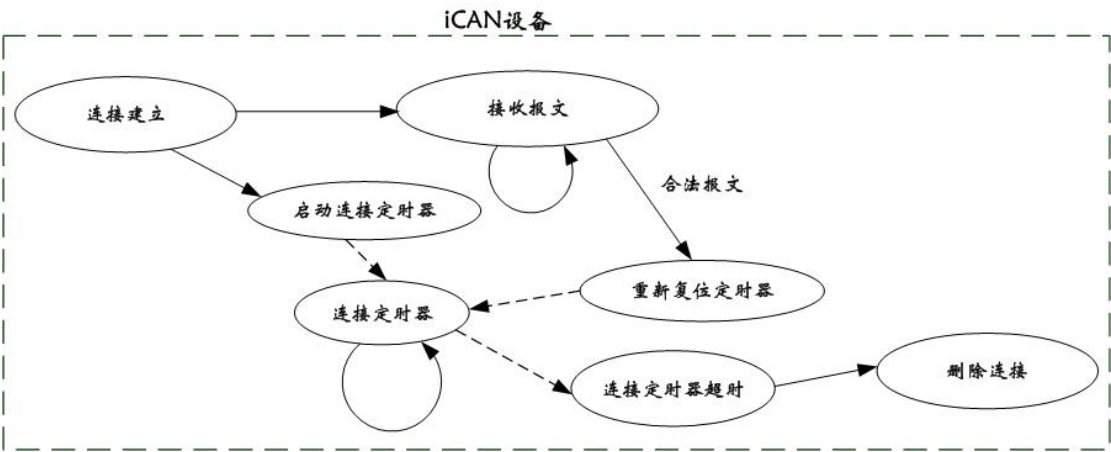 iCAN设备
连接建立
接收报文
合法报文
启动连接定时器
重新复位定时器
连接定时器
连接定时器超时
删除连接